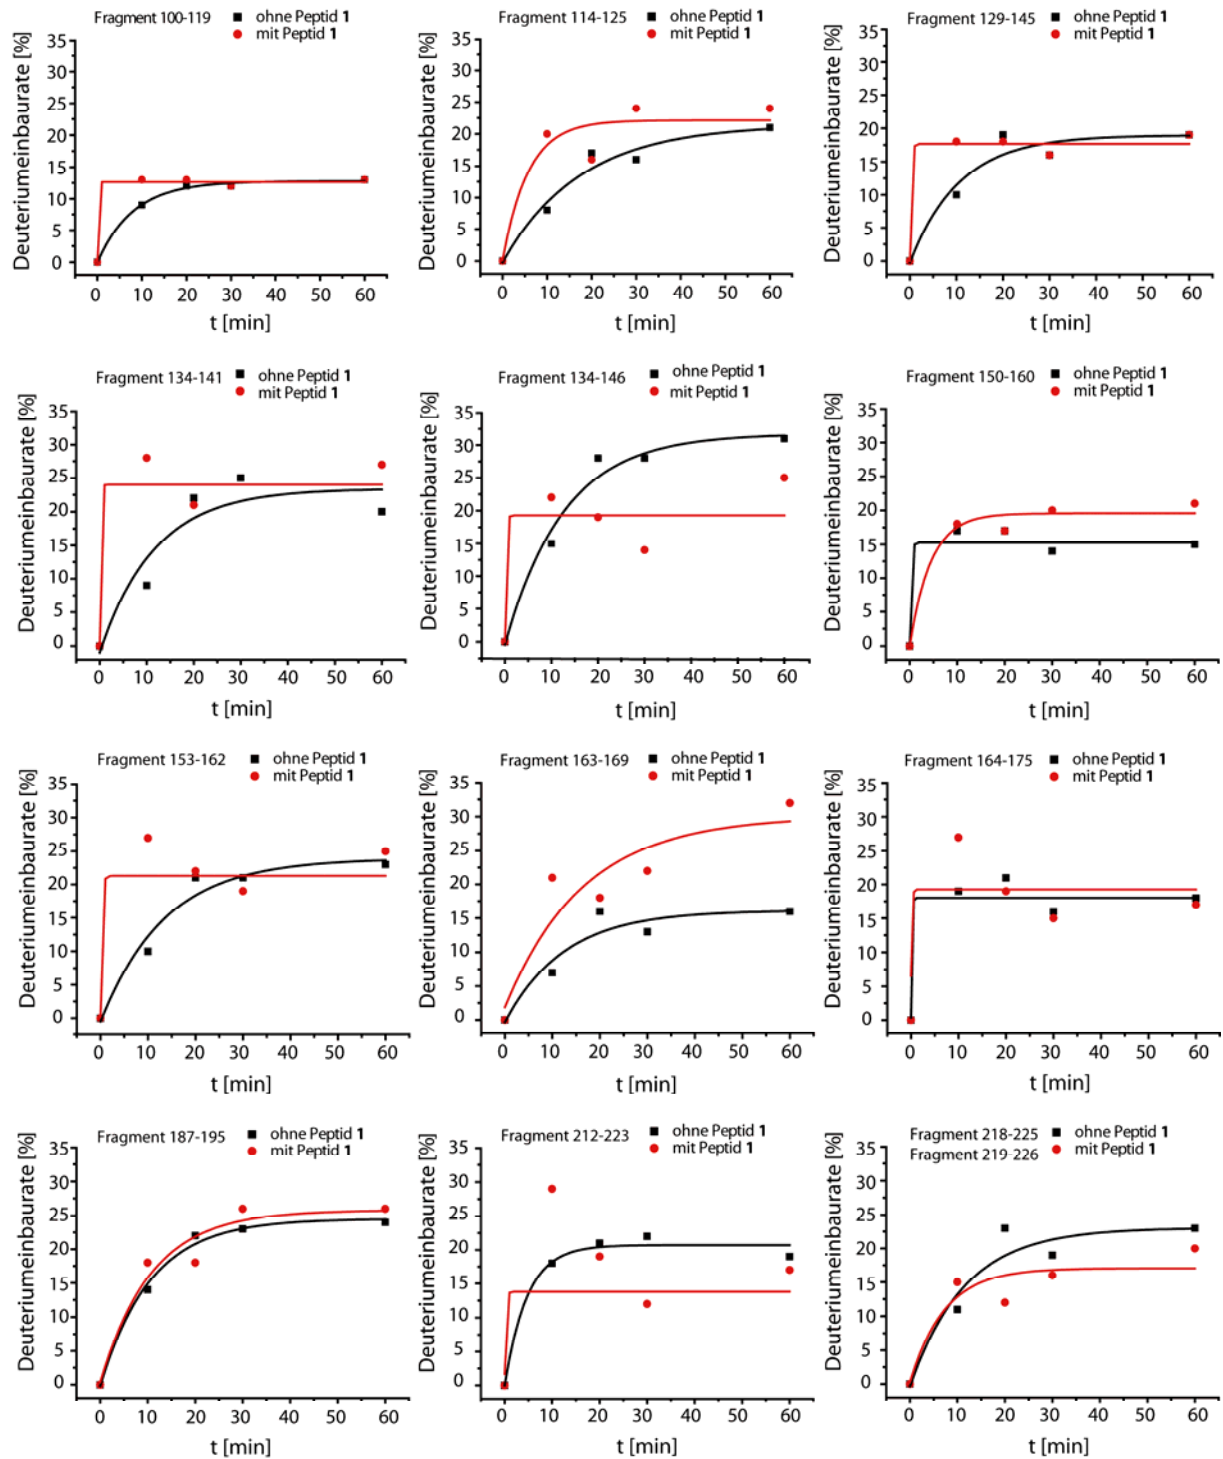 Fragment 100-119
ohne Peptid 1
mit Peptid 1
Deuteriumeinbaurate [%]
35
30
25
20
15
10
5
0
0 10 20 30 40 50 60
t [min]
Fragment 114-125
ohne Peptid 1
mit Peptid 1
Deuteriumeinbaurate [%]
35
30
25
20
15
10
5
0
0 10 20 30 40 50 60
t [min]
Fragment 129-145
ohne Peptid 1
mit Peptid 1
Deuteriumeinbaurate [%]
35
30
25
20
15
10
5
0
0 10 20 30 40 50 60
t [min]
Fragment 134-141
ohne Peptid 1
mit Peptid 1
Deuteriumeinbaurate [%]
35
30
25
20
15
10
5
0
0 10 20 30 40 50 60
t [min]
Fragment 134-146
ohne Peptid 1
mit Peptid 1
Deuteriumeinbaurate [%]
35
30
25
20
15
10
5
0
0 10 20 30 40 50 60
t [min]
Fragment 150-160
ohne Peptid 1
mit Peptid 1
Deuteriumeinbaurate [%]
35
30
25
20
15
10
5
0
0 10 20 30 40 50 60
t [min]
Fragment 153-162
ohne Peptid 1
mit Peptid 1
Deuteriumeinbaurate [%]
35
30
25
20
15
10
5
0
0 10 20 30 40 50 60
t [min]
Fragment 163-169
ohne Peptid 1
mit Peptid 1
Deuteriumeinbaurate [%]
35
30
25
20
15
10
5
0
0 10 20 30 40 50 60
t [min]
Fragment 164-175
ohne Peptid 1
mit Peptid 1
Deuteriumeinbaurate [%]
35
30
25
20
15
10
5
0
0 10 20 30 40 50 60
t [min]
Fragment 187-195
ohne Peptid 1
mit Peptid 1
Deuteriumeinbaurate [%]
35
30
25
20
15
10
5
0
0 10 20 30 40 50 60
t [min]
Fragment 212-223
ohne Peptid 1
mit Peptid 1
Deuteriumeinbaurate [%]
35
30
25
20
15
10
5
0
0 10 20 30 40 50 60
t [min]
Fragment 218-225
Fragment 219-226
ohne Peptid 1
mit Peptid 1
Deuteriumeinbaurate [%]
35
30
25
20
15
10
5
0
0 10 20 30 40 50 60
t [min]